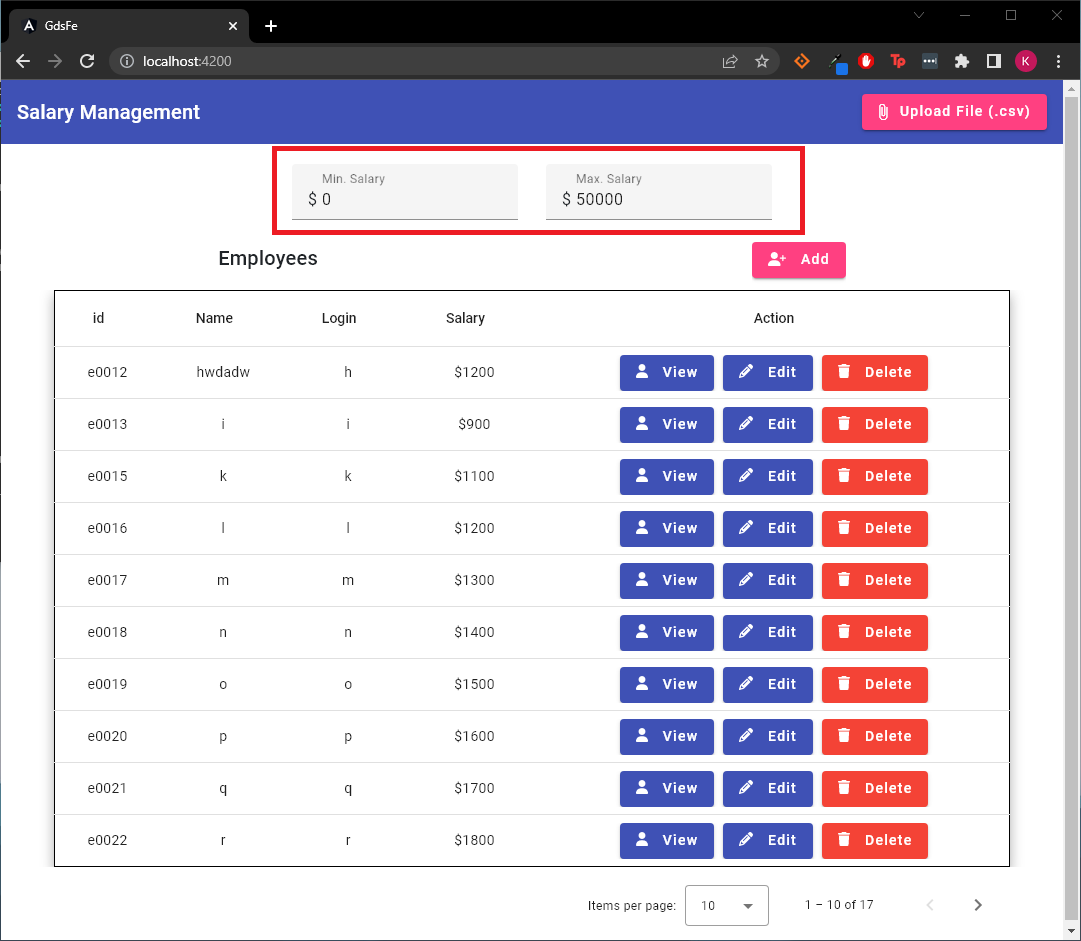 GdsFe
localhost:4200
Tp
K
Salary Management
Upload File (.csv)
Min. Salary
Max. Salary
$ 0
$ 50000
Employees
Add
id Name Login Salary Action
e0012 hwdadw h $1200 View Edit Delete
e0013 i i $900 View Edit Delete
e0015 k k $1100 View Edit Delete
e0016 l l $1200 View Edit Delete
e0017 m m $1300 View Edit Delete
e0018 n n $1400 View Edit Delete
e0019 o o $1500 View Edit Delete
e0020 p p $1600 View Edit Delete
e0021 q q $1700 View Edit Delete
e0022 r r $1800 View Edit Delete
Items per page: 10 1 – 10 of 17